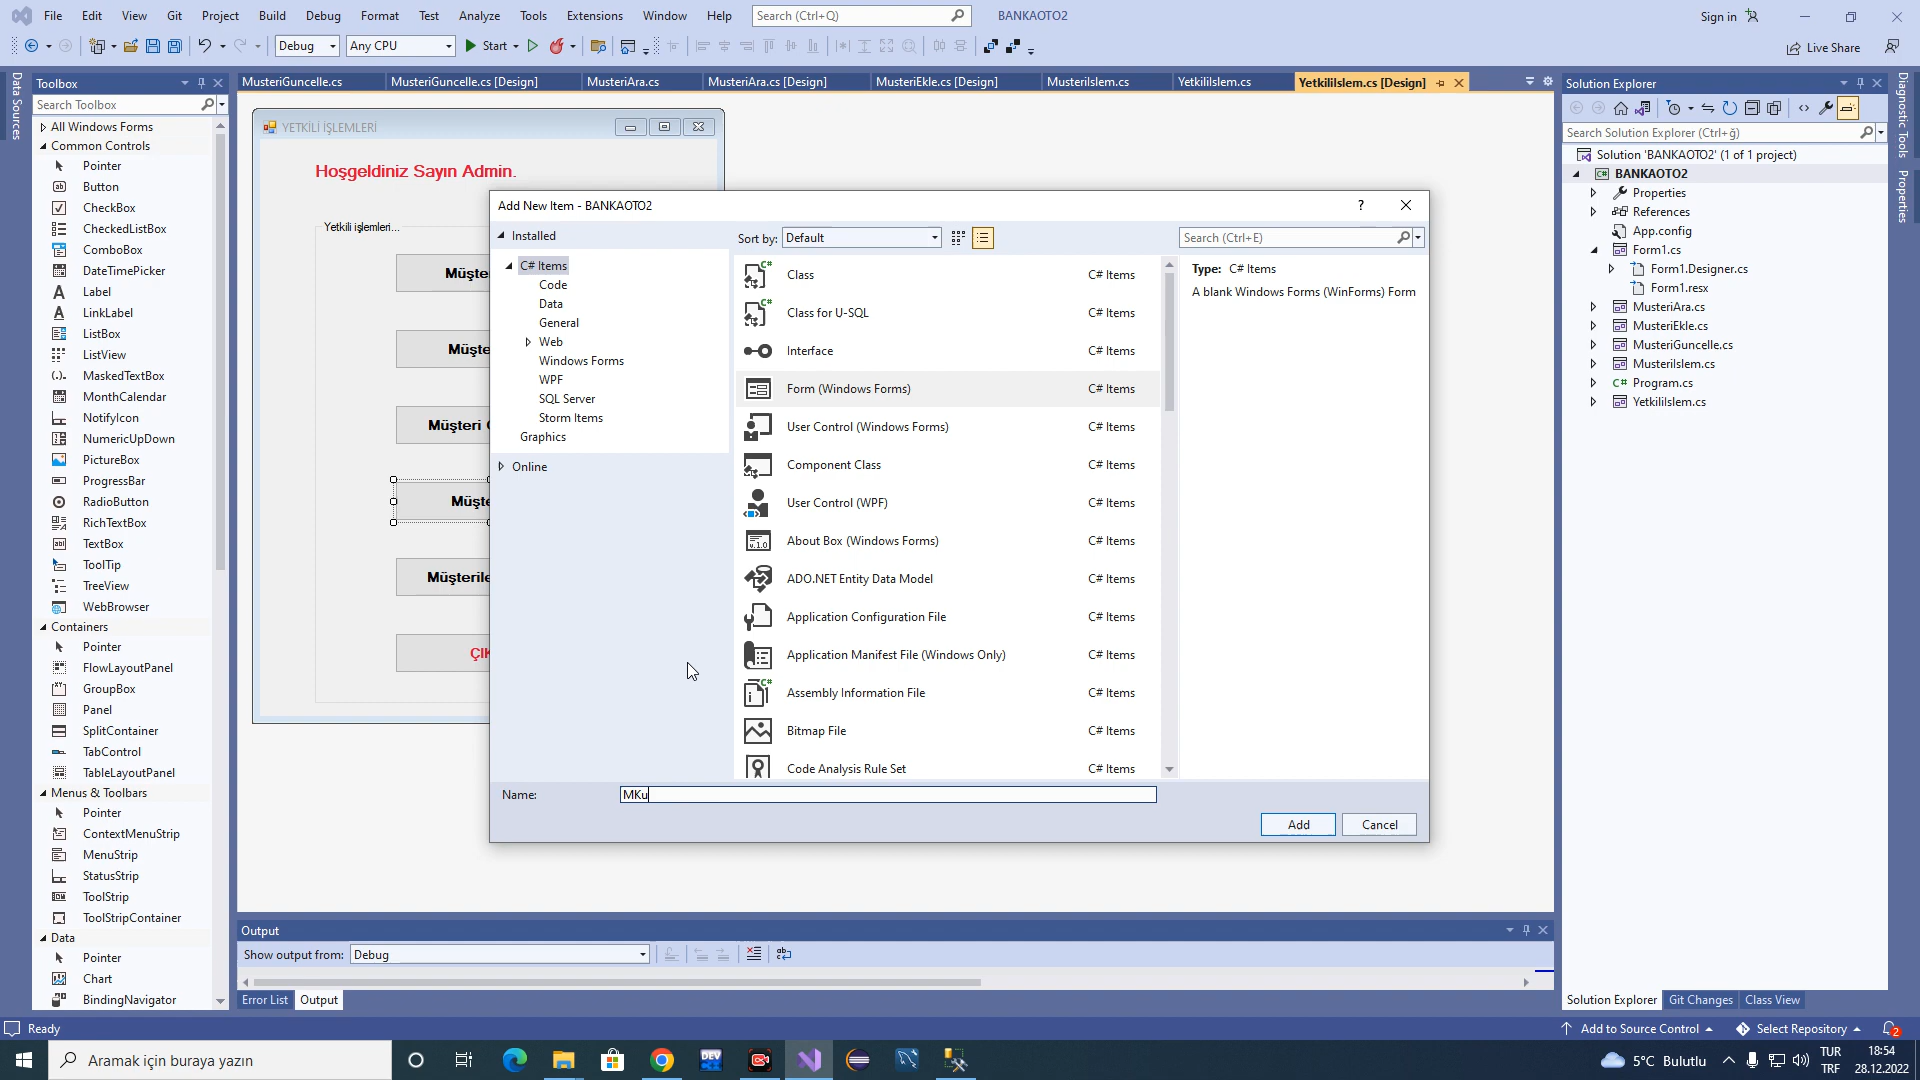 File Edit View Git Project Build Debug Format Test Analyze Tools Extensions Window Help Search (Ctrl+Q) BANKAOTO2 Sign in
Debug Any CPU Start Live Share
Data Sources
Toolbox
Search Toolbox
All Windows Forms
Common Controls
Pointer
Button
CheckBox
CheckedListBox
ComboBox
DateTimePicker
Label
LinkLabel
ListBox
ListView
MaskedTextBox
MonthCalendar
NotifyIcon
NumericUpDown
PictureBox
ProgressBar
RadioButton
RichTextBox
TextBox
ToolTip
TreeView
WebBrowser
Containers
Pointer
FlowLayoutPanel
GroupBox
Panel
SplitContainer
TabControl
TableLayoutPanel
Menus & Toolbars
Pointer
ContextMenuStrip
MenuStrip
StatusStrip
ToolStrip
ToolStripContainer
Data
Pointer
Chart
BindingNavigator
MusteriGuncelle.cs MusteriGuncelle.cs [Design] MusteriAra.cs MusteriAra.cs [Design] MusteriEkle.cs [Design] MusteriIslem.cs YetkiliIslem.cs YetkiliIslem.cs [Design]
YETKİLİ İŞLEMLERİ
Hoşgeldiniz Sayın Admin.
Yetkili işlemleri...
Müşte
Müşte
Müşteri
Müşte
Müşterile
ÇIK
Add New Item - BANKAOTO2
Installed
C# Items
Code
Data
General
Web
Windows Forms
WPF
SQL Server
Storm Items
Graphics
Online
Sort by: Default
Search (Ctrl+E)
Class C# Items
Class for U-SQL C# Items
Interface C# Items
Form (Windows Forms) C# Items
User Control (Windows Forms) C# Items
Component Class C# Items
User Control (WPF) C# Items
About Box (Windows Forms) C# Items
ADO.NET Entity Data Model C# Items
Application Configuration File C# Items
Application Manifest File (Windows Only) C# Items
Assembly Information File C# Items
Bitmap File C# Items
Code Analysis Rule Set C# Items
Type: C# Items
A blank Windows Forms (WinForms) Form
Name: MKu
Add Cancel
Output
Show output from: Debug
Error List Output
Solution Explorer
Search Solution Explorer (Ctrl+ğ)
Solution 'BANKAOTO2' (1 of 1 project)
BANKAOTO2
Properties
References
App.config
Form1.cs
Form1.Designer.cs
Form1.resx
MusteriAra.cs
MusteriEkle.cs
MusteriGuncelle.cs
MusteriIslem.cs
Program.cs
YetkiliIslem.cs
Solution Explorer Git Changes Class View
Diagnostic Tools
Properties
Ready Add to Source Control Select Repository 2
Aramak için buraya yazın
DEV
5°C Bulutlu
TUR
TRF
18:54
28.12.2022